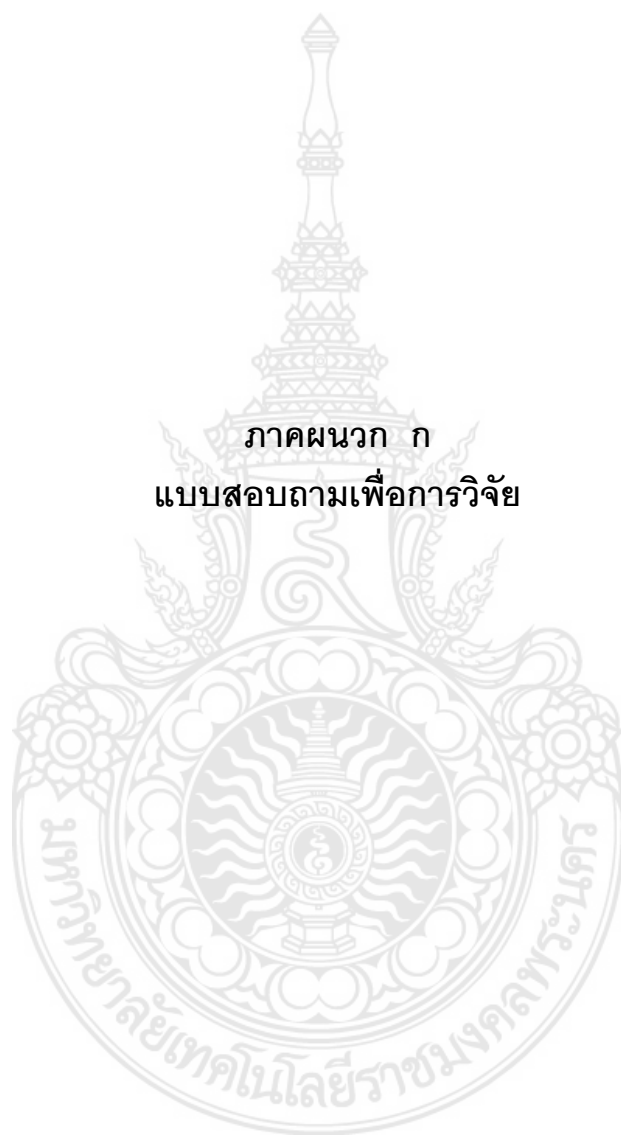 ภาคผนวก ก
แบบสอบถามเพื่อการวิจัย
มหาวิทยาลัยเทคโนโลยีราชมงคลพระนคร